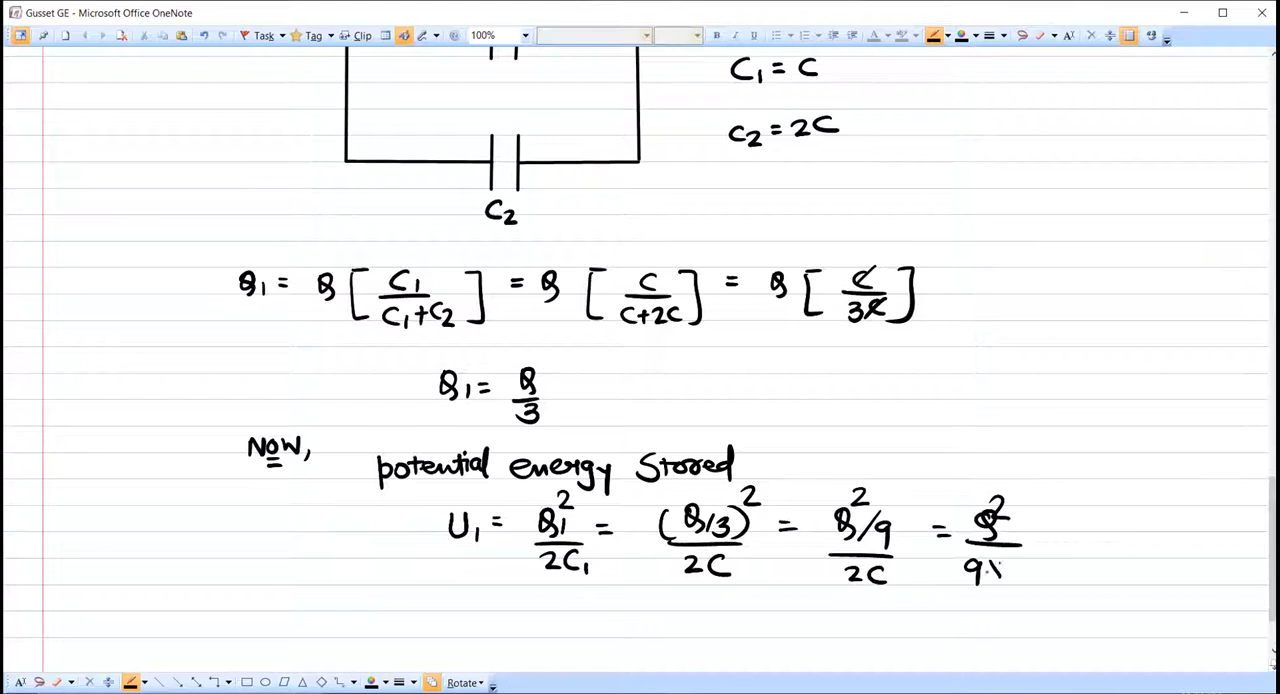 Gusset GE - Microsoft Office OneNote
Task Tag Clip 100%
C₁ = C
C₂ = 2C
C₂
Q₁ = Q [ C₁ / C₁+C₂ ] = Q [ C / C+2C ] = Q [ C / 3C ]
Q₁ = Q / 3
NOW,
potential energy Stored
U₁ = Q₁² / 2C₁ = (Q/3)² / 2C = Q²/9 / 2C = Q² / 9×
Rotate